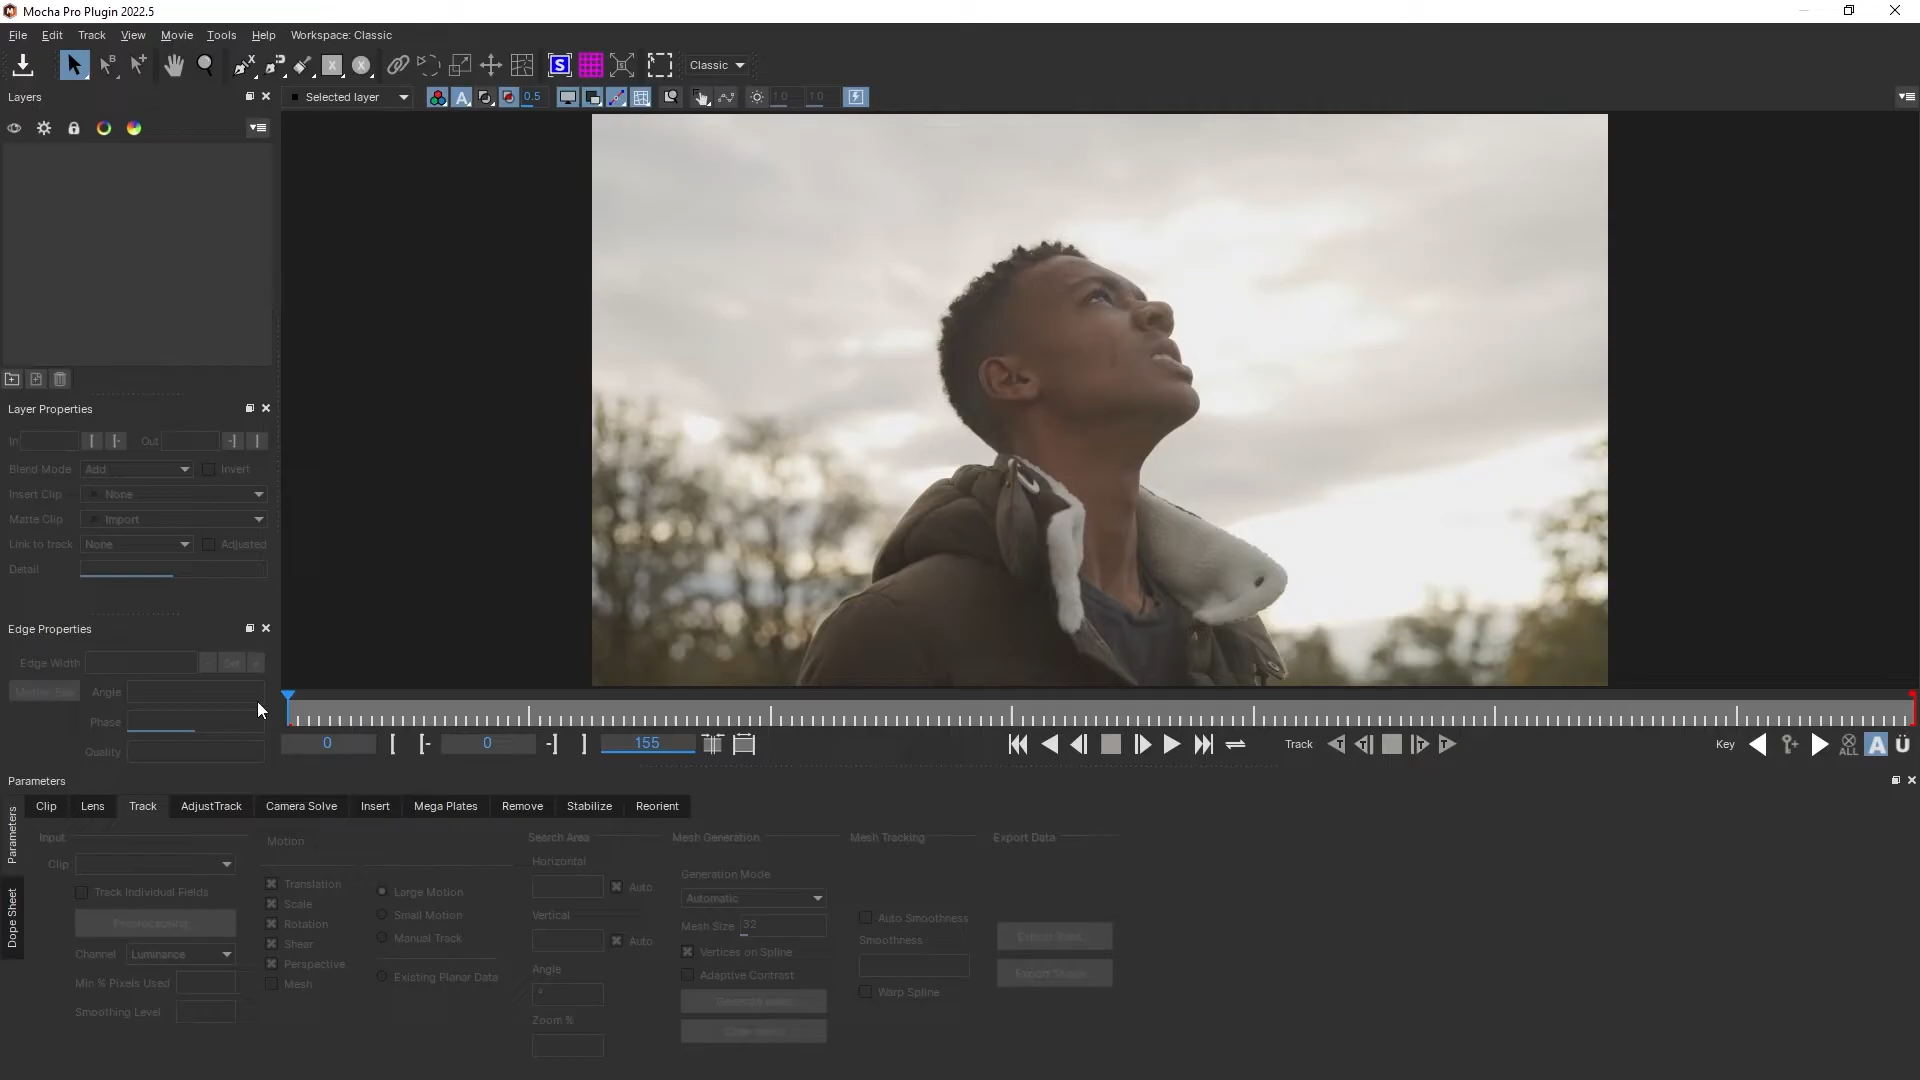 Mocha Pro Plugin 2022.5
File Edit Track View Movie Tools Help Workspace: Classic
Classic
Layers
Selected layer
A
0.5
1.0
1.0
Layer Properties
In
Out
Blend Mode Add Invert
Insert Clip None
Matte Clip Import
Link to track None Adjusted
Detail
Edge Properties
Edge Width Set
Angle
Phase
Quality
0 0 155
Track
Key
ALL
Parameters
Parameters
Dope Sheet
Clip Lens Track AdjustTrack Camera Solve Insert Mega Plates Remove Stabilize Reorient
Input
Clip
Track Individual Fields
Channel Luminance
Min % Pixels Used
Smoothing Level
Motion
Translation
Scale
Rotation
Shear
Perspective
Mesh
Large Motion
Small Motion
Manual Track
Existing Planar Data
Search Area
Horizontal
Auto
Vertical
Auto
Angle
Zoom %
Mesh Generation
Generation Mode
Automatic
Mesh Size 32
Vertices on Spline
Adaptive Contrast
Mesh Tracking
Auto Smoothness
Smoothness
Warp Spline
Export Data